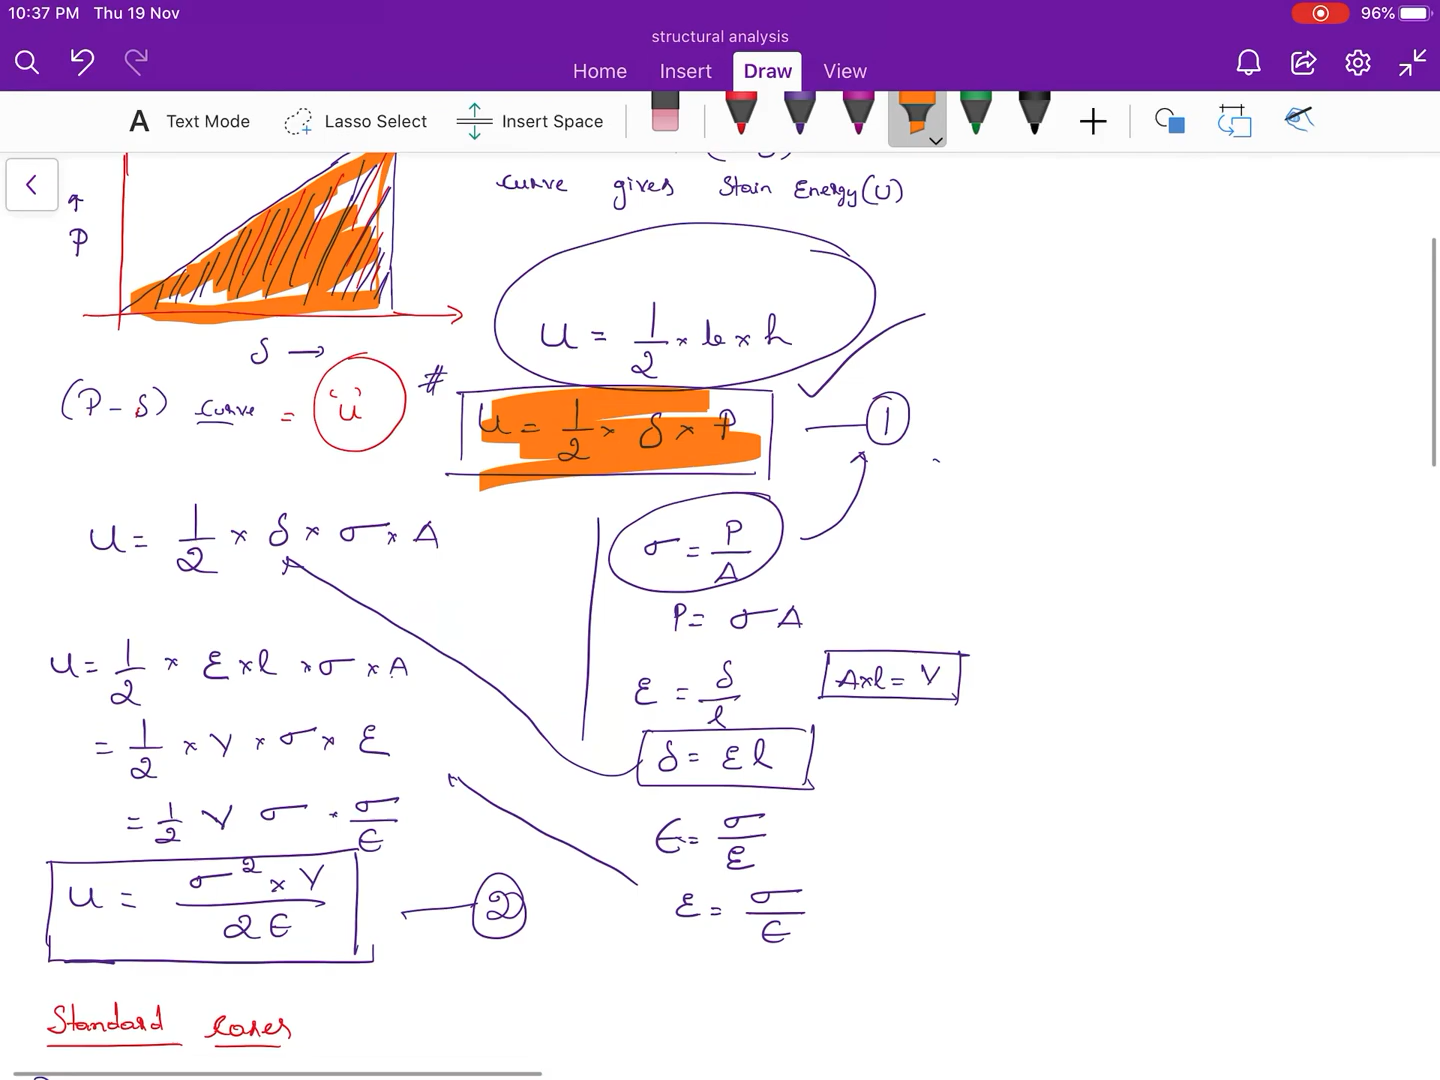 10:37 PM Thu 19 Nov
96%
structural analysis
Home Insert Draw View
A Text Mode Lasso Select Insert Space
curve gives Stain Energy(U)
↑
P
δ →
U = 1/2 × b × h
(P-δ) curve = 'u'
#
U = 1/2 × δ × P — ①
U = 1/2 × δ × σ × A
σ = P/A
P = σA
U = 1/2 × ε × l × σ × A
ε = δ/l
A×l = V
= 1/2 × V × σ × ε
δ = εl
= 1/2 V σ · σ/E
E = σ/ε
U = σ² × V / 2E — ②
ε = σ/E
Standard cases